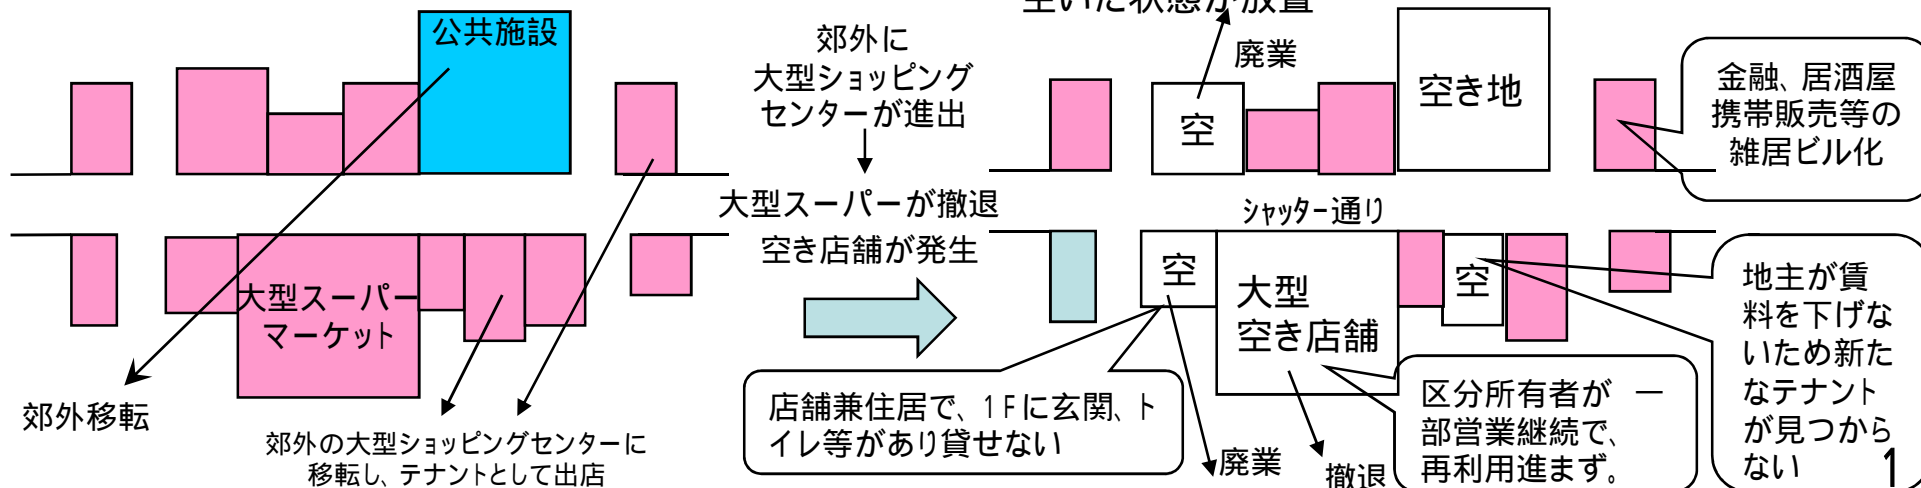 公共施設
大型スーパー
マーケット
郊外移転
郊外の大型ショッピングセンターに
移転し、テナントとして出店
郊外に
大型ショッピング
センターが進出
大型スーパーが撤退
空き店舗が発生
空いた状態が放置
廃業
空
空き地
金融、居酒屋
携帯販売等の
雑居ビル化
シャッター通り
空
大型
空き店舗
空
店舗兼住居で、1Fに玄関、ト
イレ等があり貸せない
廃業
撤退
区分所有者が 一
部営業継続で、
再利用進まず。
地主が賃
料を下げな
いため新た
なテナント
が見つから
ない
1